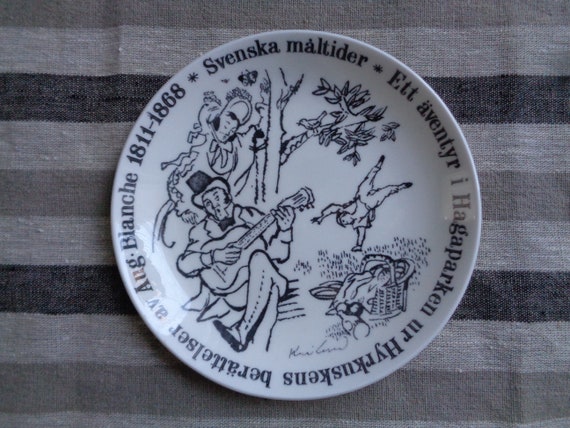 * Svenska måltider * Ett äventyr i Hagaparken ur Hyrkuskens berättelser av Aug. Blanche 1811-1868